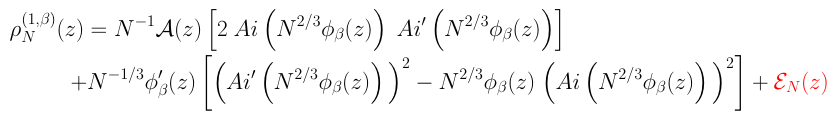 ρ_N^{(1,β)}(z) = N^{-1} 𝒜(z) [ 2 Ai ( N^{2/3} ϕ_β(z) ) Ai′ ( N^{2/3} ϕ_β(z) ) ]
+ N^{-1/3} ϕ′_β(z) [ ( Ai′ ( N^{2/3} ϕ_β(z) ) )^2 − N^{2/3} ϕ_β(z) ( Ai ( N^{2/3} ϕ_β(z) ) )^2 ] + ℰ_N(z)